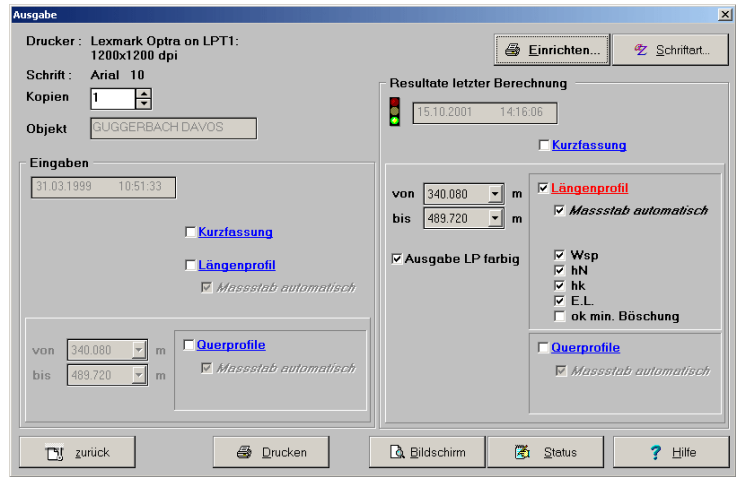 Ausgabe
Drucker : Lexmark Optra on LPT1:
1200x1200 dpi
Schrift : Arial 10
Kopien 1
Objekt GUGGERBACH DAVOS
Einrichten...
Schriftart...
Eingaben
31.03.1999 10:51:33
Kurzfassung
Längenprofil
Massstab automatisch
von 340.080 m
bis 489.720 m
Querprofile
Massstab automatisch
Resultate letzter Berechnung
15.10.2001 14:16:06
Kurzfassung
von 340.080 m
bis 489.720 m
Ausgabe LP farbig
Längenprofil
Massstab automatisch
Wsp
hN
hk
E.L.
ok min. Böschung
Querprofile
Massstab automatisch
zurück
Drucken
Bildschirm
Status
Hilfe